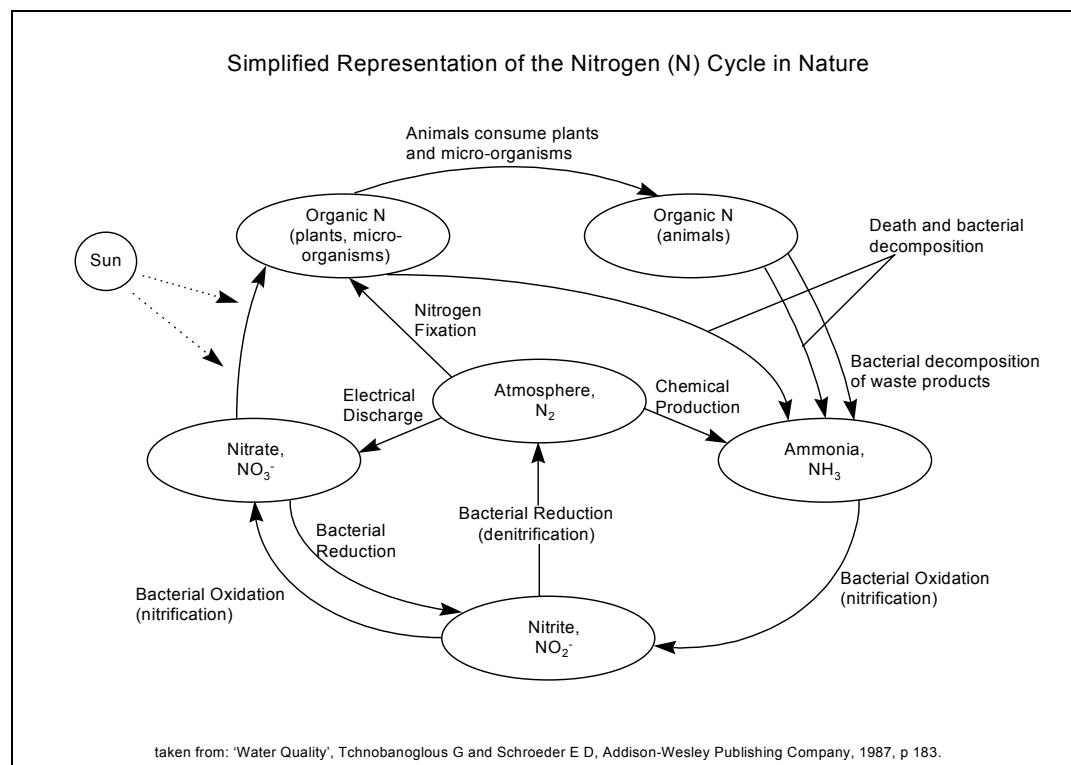 Simplified Representation of the Nitrogen (N) Cycle in Nature
Animals consume plants
and micro-organisms
Organic N
(plants, micro-
organisms)
Organic N
(animals)
Death and bacterial
decomposition
Sun
Nitrogen
Fixation
Bacterial decomposition
of waste products
Electrical
Discharge
Atmosphere,
N₂
Chemical
Production
Nitrate,
NO₃⁻
Ammonia,
NH₃
Bacterial
Reduction
Bacterial Reduction
(denitrification)
Bacterial Oxidation
(nitrification)
Bacterial Oxidation
(nitrification)
Nitrite,
NO₂⁻
taken from: ‘Water Quality’, Tchnobanoglous G and Schroeder E D, Addison-Wesley Publishing Company, 1987, p 183.